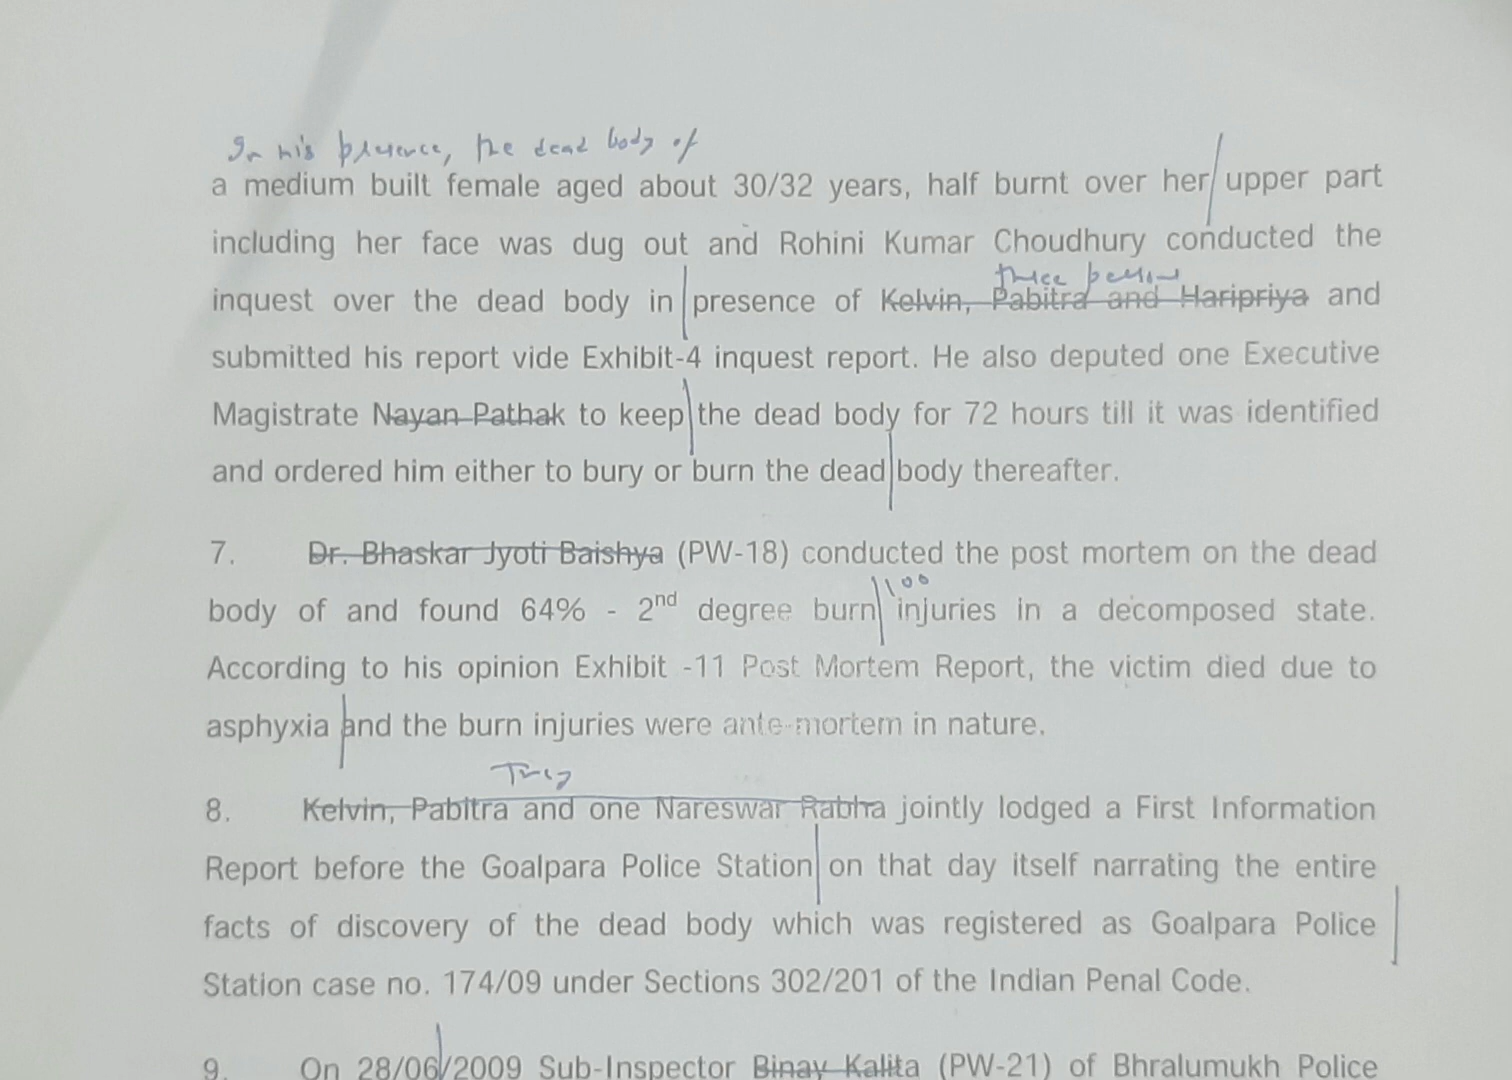 In his presence, the dead body of
a medium built female aged about 30/32 years, half burnt over her upper part
including her face was dug out and Rohini Kumar Choudhury conducted the
three person
inquest over the dead body in presence of Kelvin, Pabitra and Haripriya and
submitted his report vide Exhibit-4 inquest report. He also deputed one Executive
Magistrate Nayan Pathak to keep the dead body for 72 hours till it was identified
and ordered him either to bury or burn the dead body thereafter.
7. Dr. Bhaskar Jyoti Baishya (PW-18) conducted the post mortem on the dead
100
body of and found 64% - 2nd degree burn injuries in a decomposed state.
According to his opinion Exhibit -11 Post Mortem Report, the victim died due to
asphyxia and the burn injuries were ante-mortem in nature.
They
8. Kelvin, Pabitra and one Nareswar Rabha jointly lodged a First Information
Report before the Goalpara Police Station on that day itself narrating the entire
facts of discovery of the dead body which was registered as Goalpara Police
Station case no. 174/09 under Sections 302/201 of the Indian Penal Code.
9. On 28/06/2009 Sub-Inspector Binay Kalita (PW-21) of Bhralumukh Police